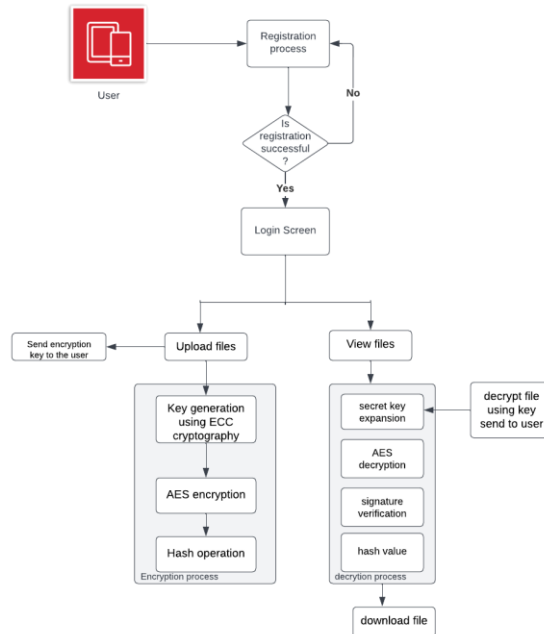 Registration
process
User
No
Is
registration
successful
?
Yes
Login Screen
Send encryption
key to the user
Upload files
View files
Key generation
using ECC
cryptography
AES encryption
Hash operation
Encryption process
secret key
expansion
AES
decryption
signature
verification
hash value
decrytion process
decrypt file
using key
send to user
download file